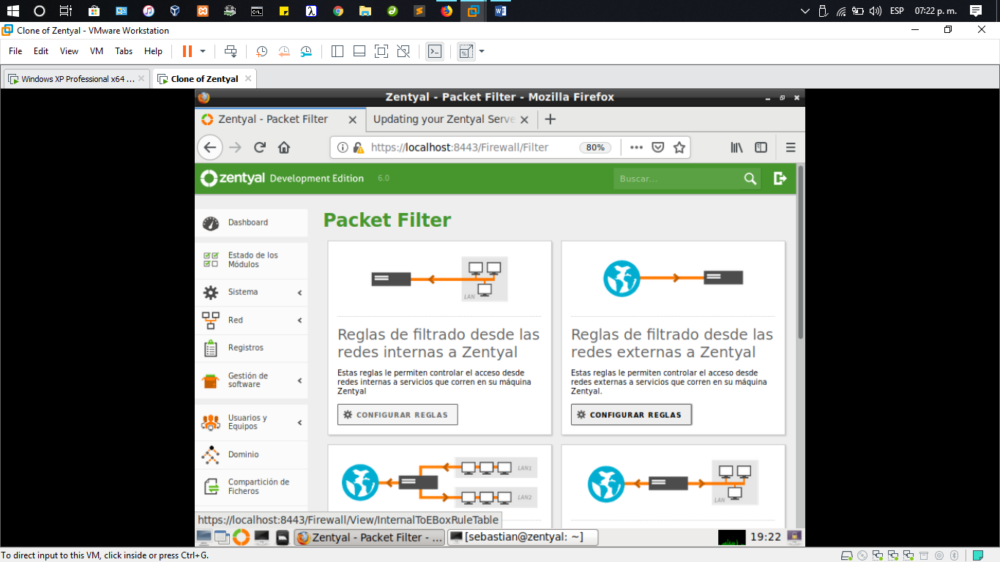 ESP
07:22 p. m.
Clone of Zentyal - VMware Workstation
File Edit View VM Tabs Help
Windows XP Professional x64 ...
Clone of Zentyal
Zentyal - Packet Filter - Mozilla Firefox
Zentyal - Packet Filter
Updating your Zentyal Serve
https://localhost:8443/Firewall/Filter
80%
zentyal Development Edition 6.0
Buscar...
Dashboard
Estado de los
Módulos
Sistema
Red
Registros
Gestión de
software
Usuarios y
Equipos
Dominio
Compartición de
Ficheros
Packet Filter
LAN
Reglas de filtrado desde las
redes internas a Zentyal
Estas reglas le permiten controlar el acceso desde
redes internas a servicios que corren en su máquina
Zentyal
CONFIGURAR REGLAS
Reglas de filtrado desde las
redes externas a Zentyal
Estas reglas le permiten controlar el acceso desde
redes externas a servicios que corren en su máquina
Zentyal.
CONFIGURAR REGLAS
LAN1
LAN2
LAN
https://localhost:8443/Firewall/View/InternalToEBoxRuleTable
Zentyal - Packet Filter - ...
[sebastian@zentyal: ~]
19:22
To direct input to this VM, click inside or press Ctrl+G.